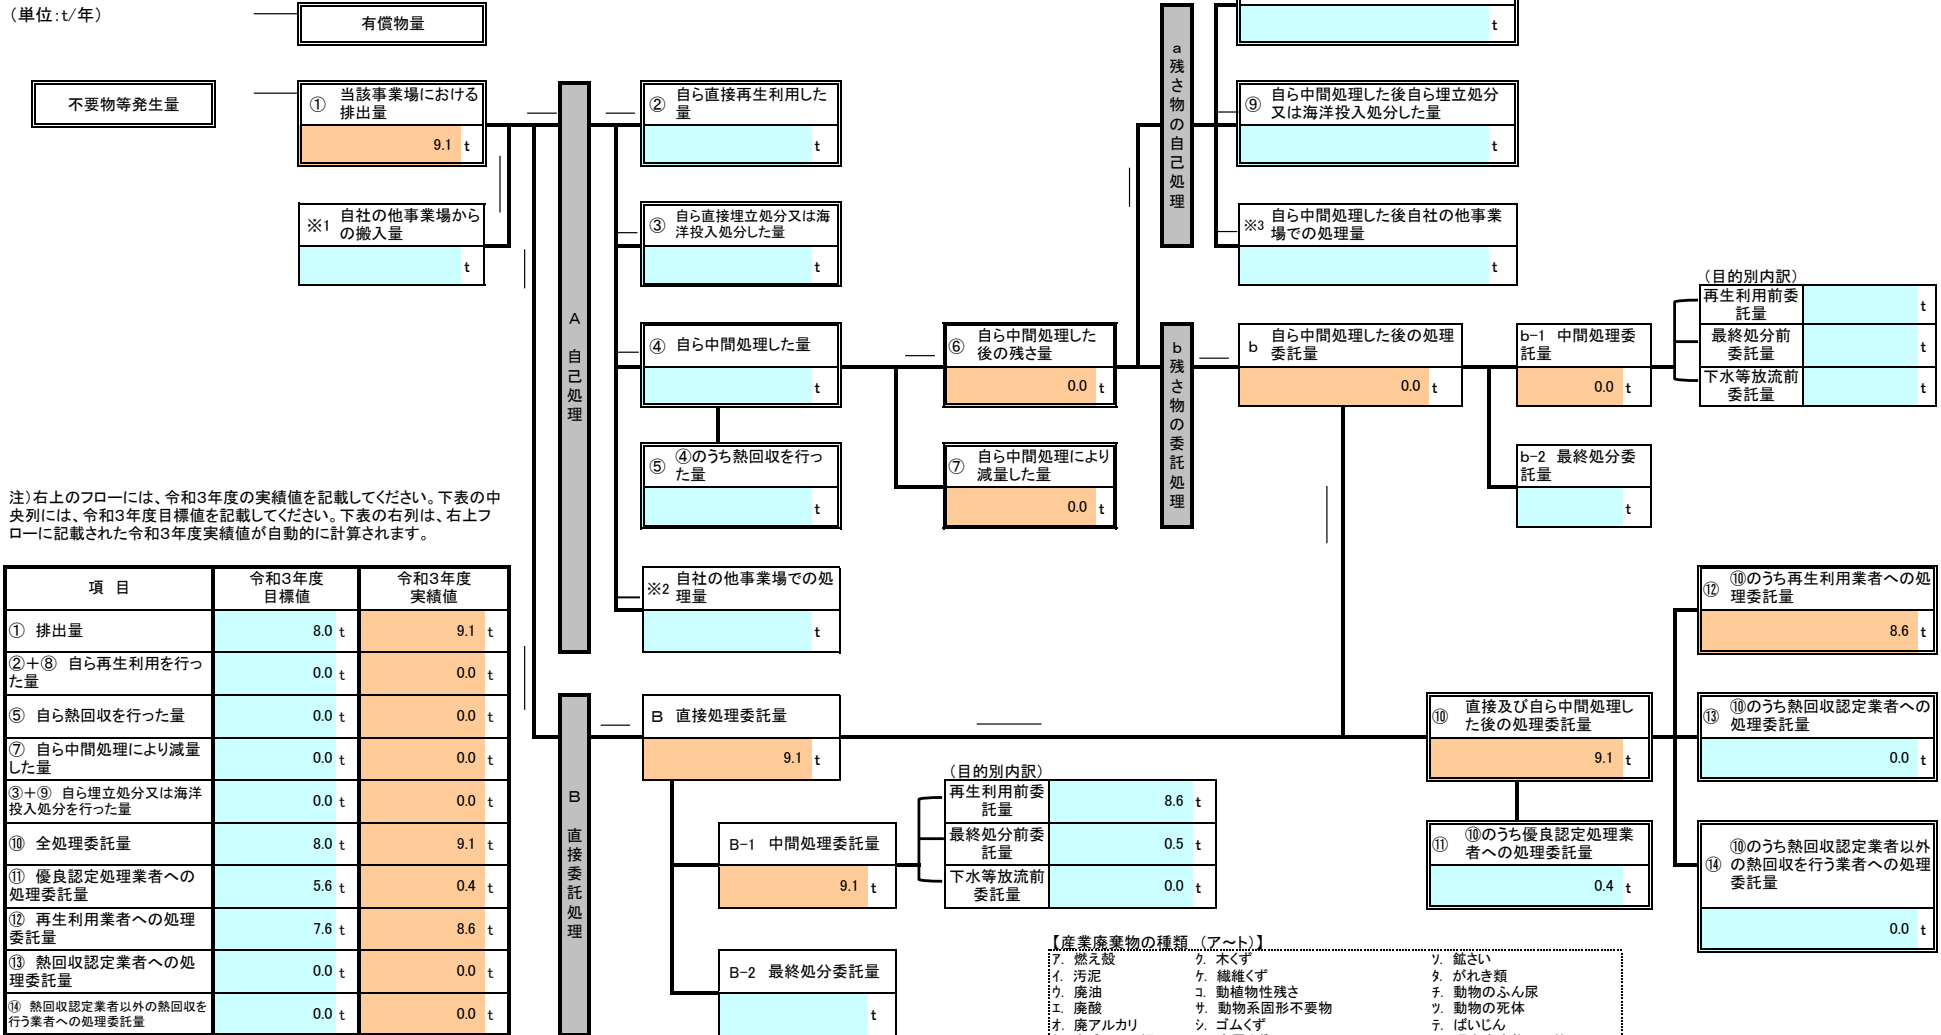 （単位：t/年）
有償物量
t
不要物等発生量
① 当該事業場における
排出量
9.1 t
② 自ら直接再生利用した
量
t
a 残さ物の自己処理
⑨ 自ら中間処理した後自ら埋立処分
又は海洋投入処分した量
t
※1 自社の他事業場から
の搬入量
t
③ 自ら直接埋立処分又は海
洋投入処分した量
t
※3 自ら中間処理した後自社の他事業
場での処理量
t
A 自己処理
④ 自ら中間処理した量
t
⑥ 自ら中間処理した
後の残さ量
0.0 t
b 残さ物の委託処理
b 自ら中間処理した後の処理
委託量
0.0 t
b-1 中間処理委
託量
0.0 t
（目的別内訳）
再生利用前委
託量
t
最終処分前
委託量
t
下水等放流前
委託量
t
⑤ ④のうち熱回収を行っ
た量
t
⑦ 自ら中間処理により
減量した量
0.0 t
b-2 最終処分委
託量
t
注）右上のフローには、令和3年度の実績値を記載してください。下表の中
央列には、令和3年度目標値を記載してください。下表の右列は、右上フ
ローに記載された令和3年度実績値が自動的に計算されます。
※2 自社の他事業場での処
理量
t
項 目 令和3年度 目標値 令和3年度 実績値
① 排出量 8.0 t 9.1 t
②＋⑧ 自ら再生利用を行っ
た量 0.0 t 0.0 t
⑤ 自ら熱回収を行った量 0.0 t 0.0 t
⑦ 自ら中間処理により減量
した量 0.0 t 0.0 t
③＋⑨ 自ら埋立処分又は海洋
投入処分を行った量 0.0 t 0.0 t
⑩ 全処理委託量 8.0 t 9.1 t
⑪ 優良認定処理業者への
処理委託量 5.6 t 0.4 t
⑫ 再生利用業者への処理
委託量 7.6 t 8.6 t
⑬ 熱回収認定業者への処
理委託量 0.0 t 0.0 t
⑭ 熱回収認定業者以外の熱回収を
行う業者への処理委託量 0.0 t 0.0 t
B 直接委託処理
B 直接処理委託量
9.1 t
B-1 中間処理委託量
9.1 t
（目的別内訳）
再生利用前委
託量
8.6 t
最終処分前委
託量
0.5 t
下水等放流前
委託量
0.0 t
B-2 最終処分委託量
t
⑩ 直接及び自ら中間処理し
た後の処理委託量
9.1 t
⑪ ⑩のうち優良認定処理業
者への処理委託量
0.4 t
⑫ ⑩のうち再生利用業者への処
理委託量
8.6 t
⑬ ⑩のうち熱回収認定業者への
処理委託量
0.0 t
⑭ ⑩のうち熱回収認定業者以外
の熱回収を行う業者への処理
委託量
0.0 t
【産業廃棄物の種類 （ア～ト）】
ア．燃え殻 ク．木くず ソ．鉱さい
イ．汚泥 ケ．繊維くず タ．がれき類
ウ．廃油 コ．動植物性残さ チ．動物のふん尿
エ．廃酸 サ．動物系固形不要物 ツ．動物の死体
オ．廃アルカリ シ．ゴムくず テ．ばいじん